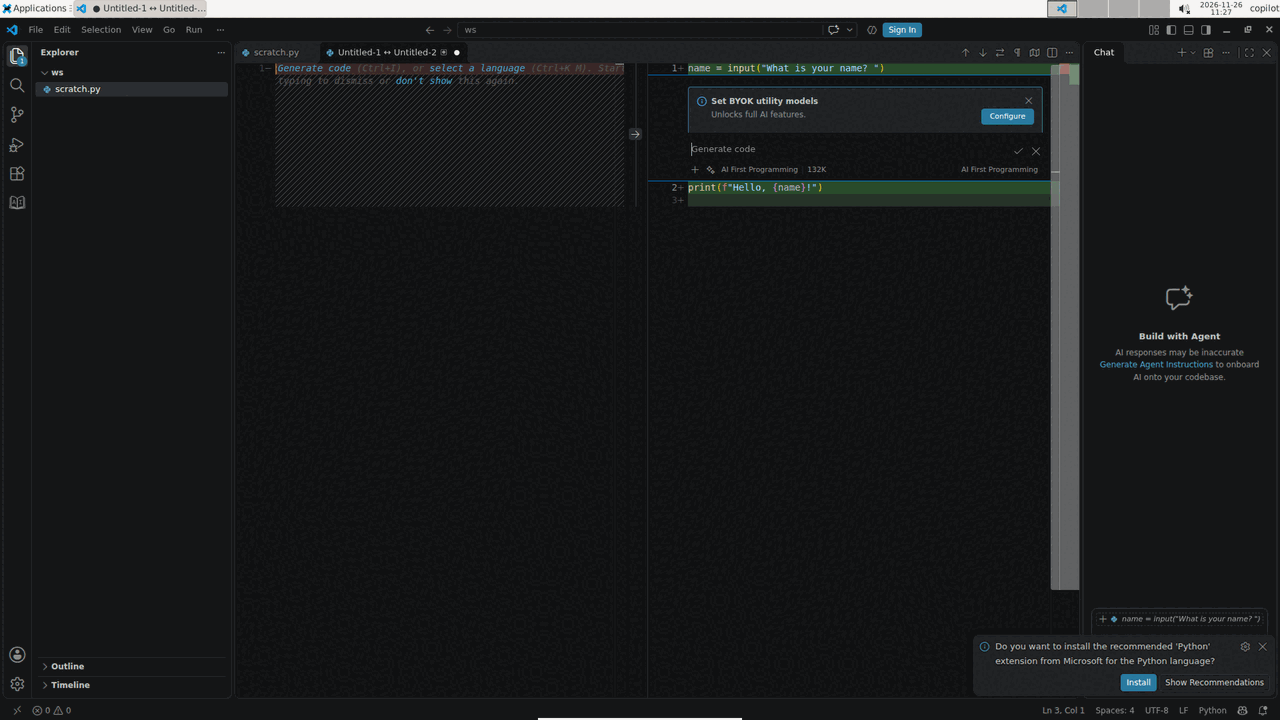 Applications
Untitled-1 ↔ Untitled-...
2026-11-26
11:27
copilot
File Edit Selection View Go Run ···
ws
Sign In
Explorer
scratch.py
Untitled-1 ↔ Untitled-2
Chat
ws
scratch.py
1
1 Generate code (Ctrl+I), or select a language (Ctrl+K M). Start
typing to dismiss or don't show this again.
1+ name = input("What is your name? ")
Set BYOK utility models
Unlocks full AI features.
Configure
Generate code
AI First Programming 132K
AI First Programming
2+ print(f"Hello, {name}!")
3+
Build with Agent
AI responses may be inaccurate
Generate Agent Instructions to onboard
AI onto your codebase.
name = input("What is your name? ")
Do you want to install the recommended 'Python'
extension from Microsoft for the Python language?
Install
Show Recommendations
Outline
Timeline
0 0
Ln 3, Col 1
Spaces: 4
UTF-8
LF
Python